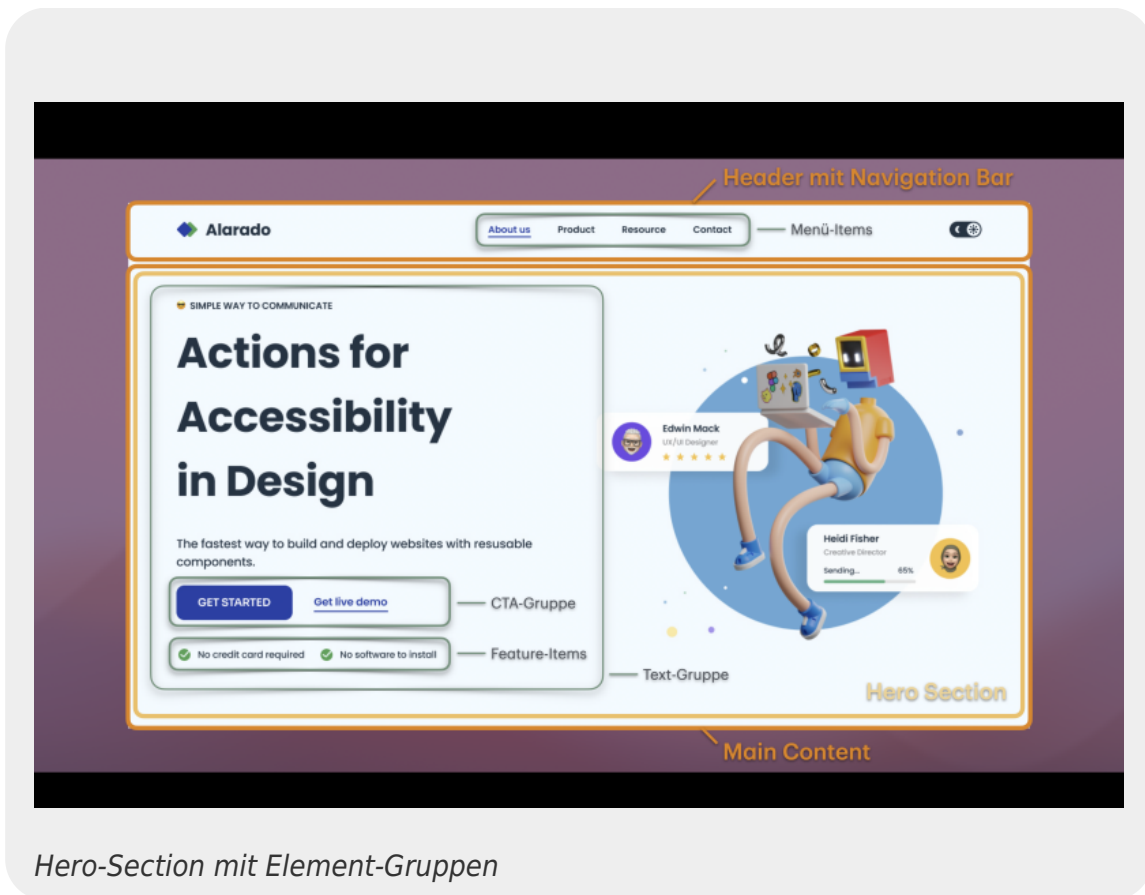 Header mit Navigation Bar
Alarado
About us
Product
Resource
Contact
Menü-Items
SIMPLE WAY TO COMMUNICATE
Actions for
Accessibility
in Design
The fastest way to build and deploy websites with resusable
components.
GET STARTED
Get live demo
CTA-Gruppe
No credit card required
No software to install
Feature-Items
Text-Gruppe
Edwin Mack
UX/UI Designer
Heidi Fisher
Creative Director
Sending...
65%
Hero Section
Main Content
Hero-Section mit Element-Gruppen